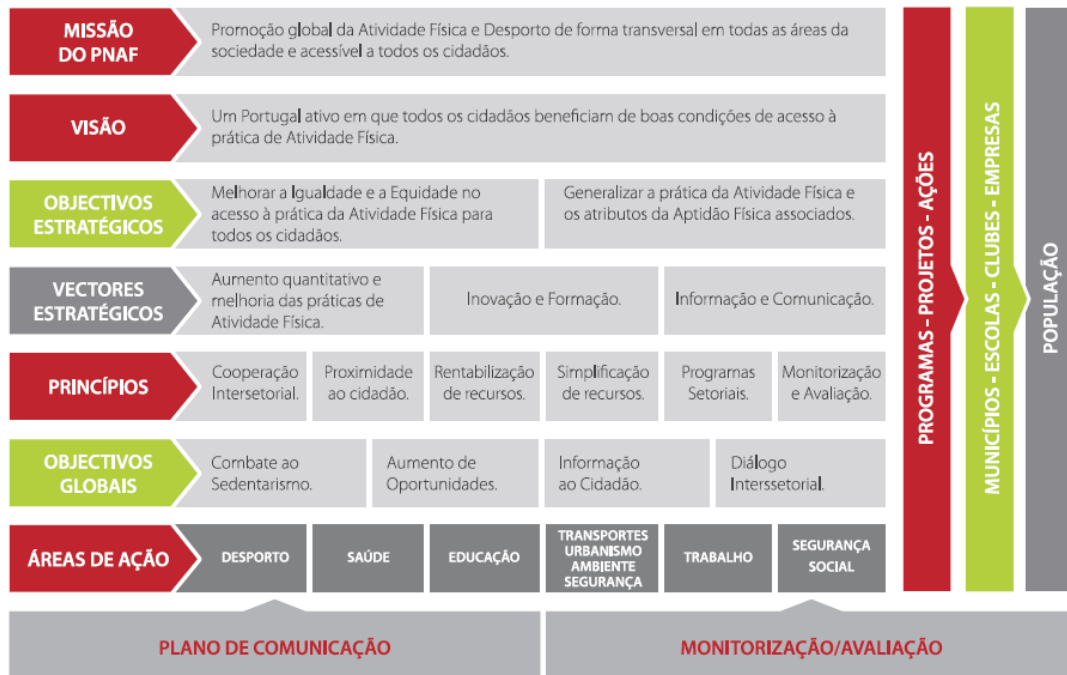 MISSÃO
DO PNAF
Promoção global da Atividade Física e Desporto de forma transversal em todas as áreas da
sociedade e acessível a todos os cidadãos.
VISÃO
Um Portugal ativo em que todos os cidadãos beneficiam de boas condições de acesso à
prática de Atividade Física.
OBJECTIVOS
ESTRATÉGICOS
Melhorar a Igualdade e a Equidade no
acesso à prática da Atividade Física para
todos os cidadãos.
Generalizar a prática da Atividade Física e
os atributos da Aptidão Física associados.
VECTORES
ESTRATÉGICOS
Aumento quantitativo e
melhoria das práticas de
Atividade Física.
Inovação e Formação.
Informação e Comunicação.
PRINCÍPIOS
Cooperação
Intersetorial.
Proximidade
ao cidadão.
Rentabilização
de recursos.
Simplificação
de recursos.
Programas
Setoriais.
Monitorização
e Avaliação.
OBJECTIVOS
GLOBAIS
Combate ao
Sedentarismo.
Aumento de
Oportunidades.
Informação
ao Cidadão.
Diálogo
Interssetorial.
ÁREAS DE AÇÃO
DESPORTO
SAÚDE
EDUCAÇÃO
TRANSPORTES
URBANISMO
AMBIENTE
SEGURANÇA
TRABALHO
SEGURANÇA
SOCIAL
PROGRAMAS - PROJETOS - AÇÕES
MUNICÍPIOS - ESCOLAS - CLUBES - EMPRESAS
POPULAÇÃO
PLANO DE COMUNICAÇÃO
MONITORIZAÇÃO/AVALIAÇÃO